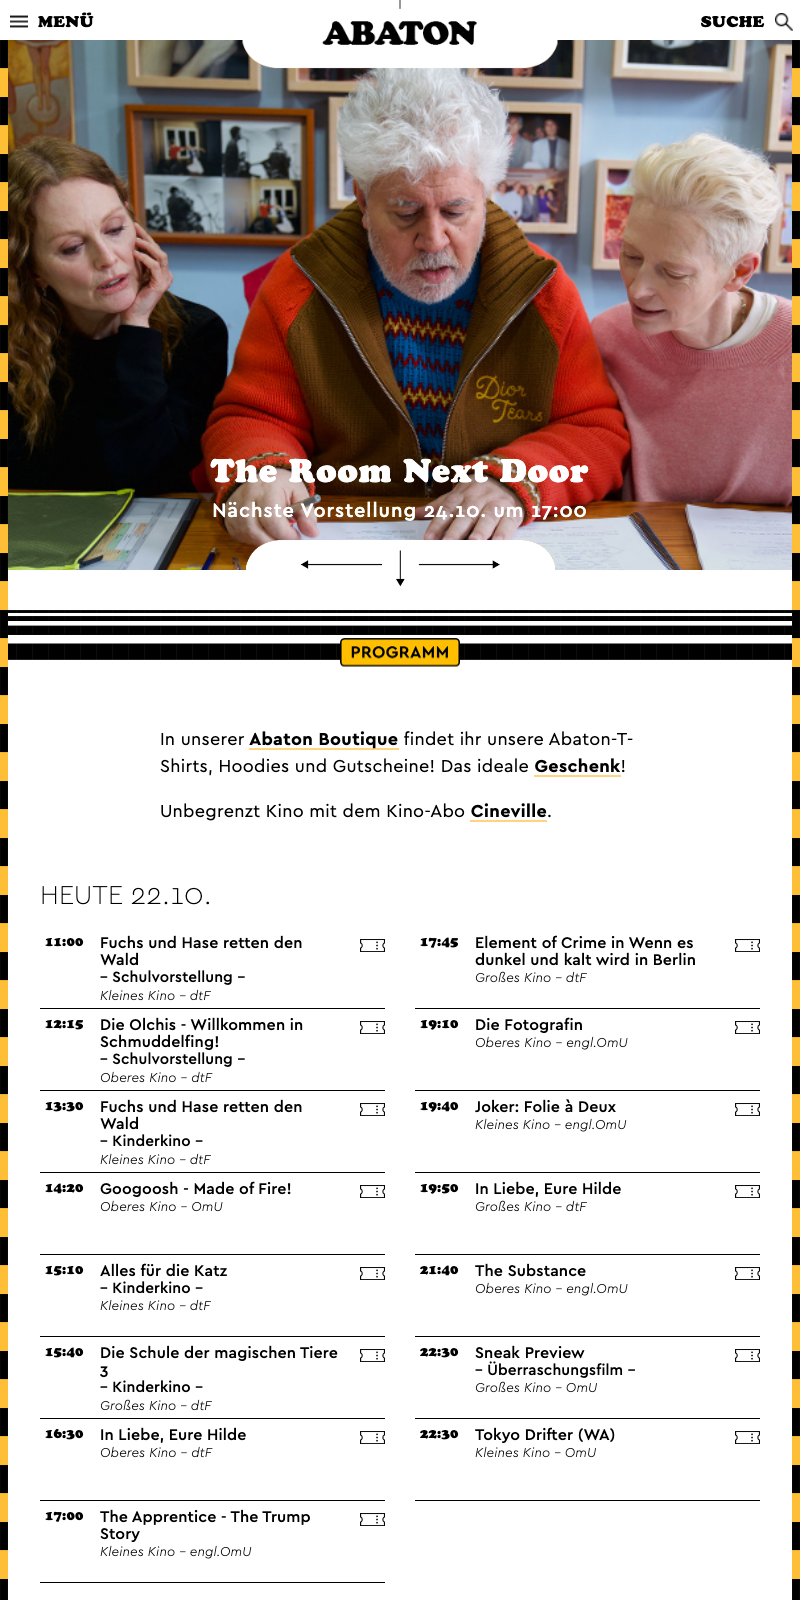 MENÜ
ABATON
SUCHE
Dior
Tears
The Room Next Door
Nächste Vorstellung 24.10. um 17:00
PROGRAMM
In unserer Abaton Boutique findet ihr unsere Abaton-T-
Shirts, Hoodies und Gutscheine! Das ideale Geschenk!
Unbegrenzt Kino mit dem Kino-Abo Cineville.
HEUTE 22.10.
11:00 Fuchs und Hase retten den
Wald
– Schulvorstellung –
Kleines Kino – dtF
12:15 Die Olchis - Willkommen in
Schmuddelfing!
– Schulvorstellung –
Oberes Kino – dtF
13:30 Fuchs und Hase retten den
Wald
– Kinderkino –
Kleines Kino – dtF
14:20 Googoosh - Made of Fire!
Oberes Kino – OmU
15:10 Alles für die Katz
– Kinderkino –
Kleines Kino – dtF
15:40 Die Schule der magischen Tiere
3
– Kinderkino –
Großes Kino – dtF
16:30 In Liebe, Eure Hilde
Oberes Kino – dtF
17:00 The Apprentice - The Trump
Story
Kleines Kino – engl.OmU
17:45 Element of Crime in Wenn es
dunkel und kalt wird in Berlin
Großes Kino – dtF
19:10 Die Fotografin
Oberes Kino – engl.OmU
19:40 Joker: Folie à Deux
Kleines Kino – engl.OmU
19:50 In Liebe, Eure Hilde
Großes Kino – dtF
21:40 The Substance
Oberes Kino – engl.OmU
22:30 Sneak Preview
– Überraschungsfilm –
Großes Kino – OmU
22:30 Tokyo Drifter (WA)
Kleines Kino – OmU